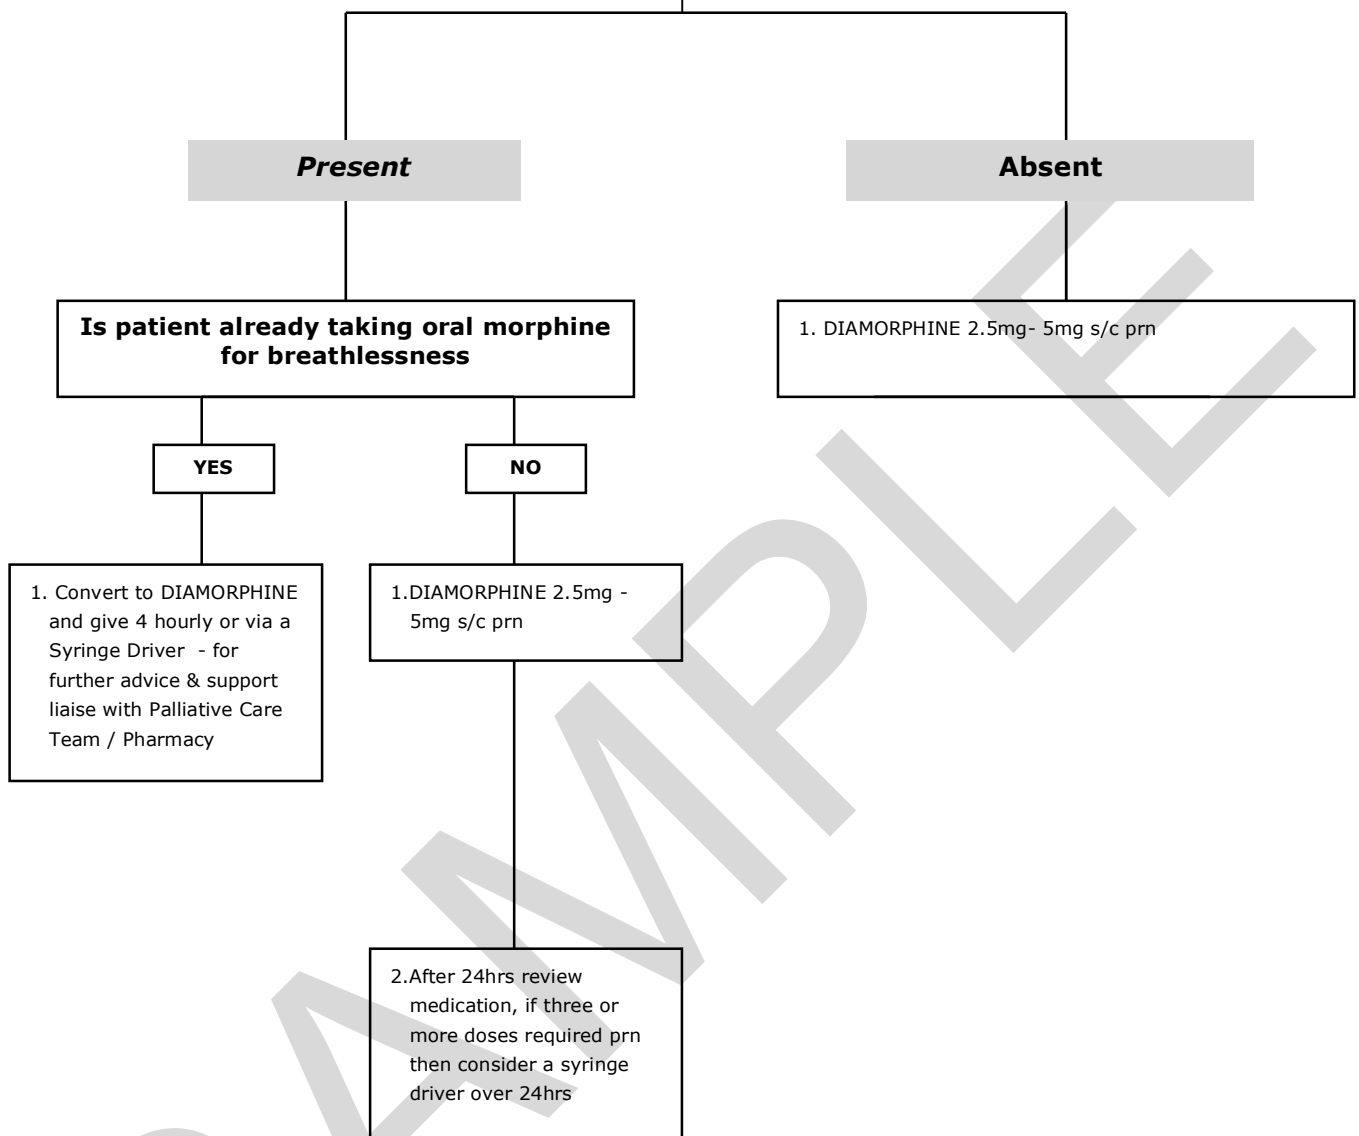 Present
Absent
Is patient already taking oral morphine
for breathlessness
1. DIAMORPHINE 2.5mg- 5mg s/c prn
YES
NO
1. Convert to DIAMORPHINE
and give 4 hourly or via a
Syringe Driver - for
further advice & support
liaise with Palliative Care
Team / Pharmacy
1.DIAMORPHINE 2.5mg -
5mg s/c prn
2.After 24hrs review
medication, if three or
more doses required prn
then consider a syringe
driver over 24hrs
AMPLE